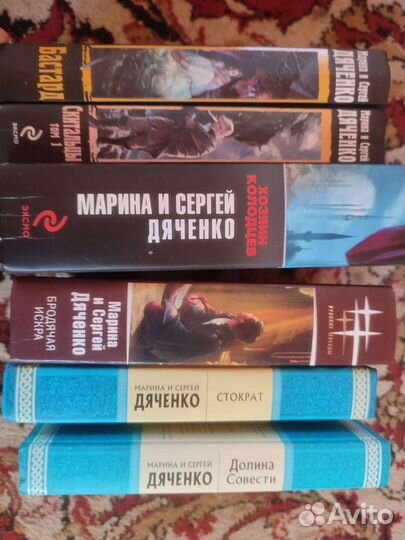 Бастард
Марина и Сергей
ДЯЧЕНКО
ЭКСМО
Скитальцы
ТОМ 1
Марина и Сергей
ДЯЧЕНКО
ЭКСМО
МАРИНА И СЕРГЕЙ
ДЯЧЕНКО
ХОЗЯИН
КОЛОДЦЕВ
Марина
и Сергей
Дяченко
БРОДЯЧАЯ
ИСКРА
МАРИНА И СЕРГЕЙ
ДЯЧЕНКО
СТОКРАТ
МАРИНА И СЕРГЕЙ
ДЯЧЕНКО
Долина
Совести
Avito